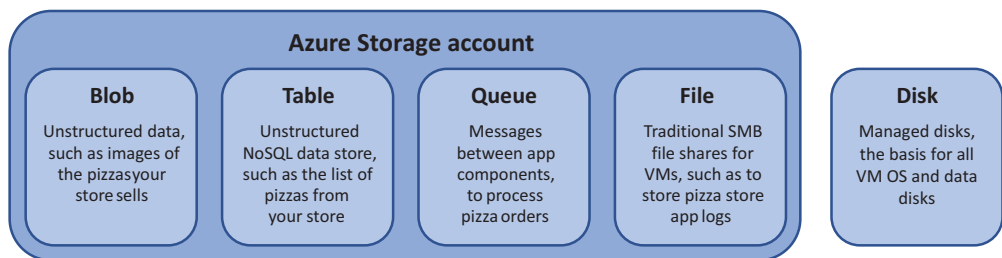 Azure Storage account
Blob
Unstructured data,
such as images of
the pizzasyour
store sells
Table
Unstructured
NoSQL data store,
such as the list of
pizzas from
your store
Queue
Messages
between app
components,
to process
pizza orders
File
Traditional SMB
file shares for
VMs, such as to
store pizza store
app logs
Disk
Managed disks,
the basis for all
VM OS and data
disks